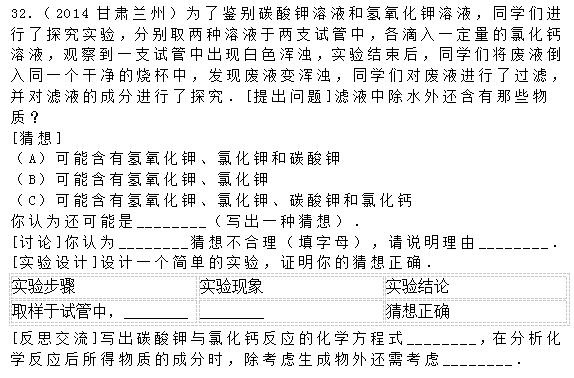 32.（2014甘肃兰州）为了鉴别碳酸钾溶液和氢氧化钾溶液，同学们进
行了探究实验，分别取两种溶液于两支试管中，各滴入一定量的氯化钙
溶液，观察到一支试管中出现白色浑浊，实验结束后，同学们将废液倒
入同一个干净的烧杯中，发现废液变浑浊，同学们对废液进行了过滤，
并对滤液的成分进行了探究．[提出问题]滤液中除水外还含有那些物
质？
[猜想]
（A）可能含有氢氧化钾、氯化钾和碳酸钾
（B）可能含有氢氧化钾、氯化钾
（C）可能含有氢氧化钾、氯化钾、碳酸钾和氯化钙
你认为还可能是________（写出一种猜想）．
[讨论]你认为________猜想不合理（填字母），请说明理由________．
[实验设计]设计一个简单的实验，证明你的猜想正确．
实验步骤 实验现象 实验结论
取样于试管中，________ ________ 猜想正确
[反思交流]写出碳酸钾与氯化钙反应的化学方程式________，在分析化
学反应后所得物质的成分时，除考虑生成物外还需考虑________．